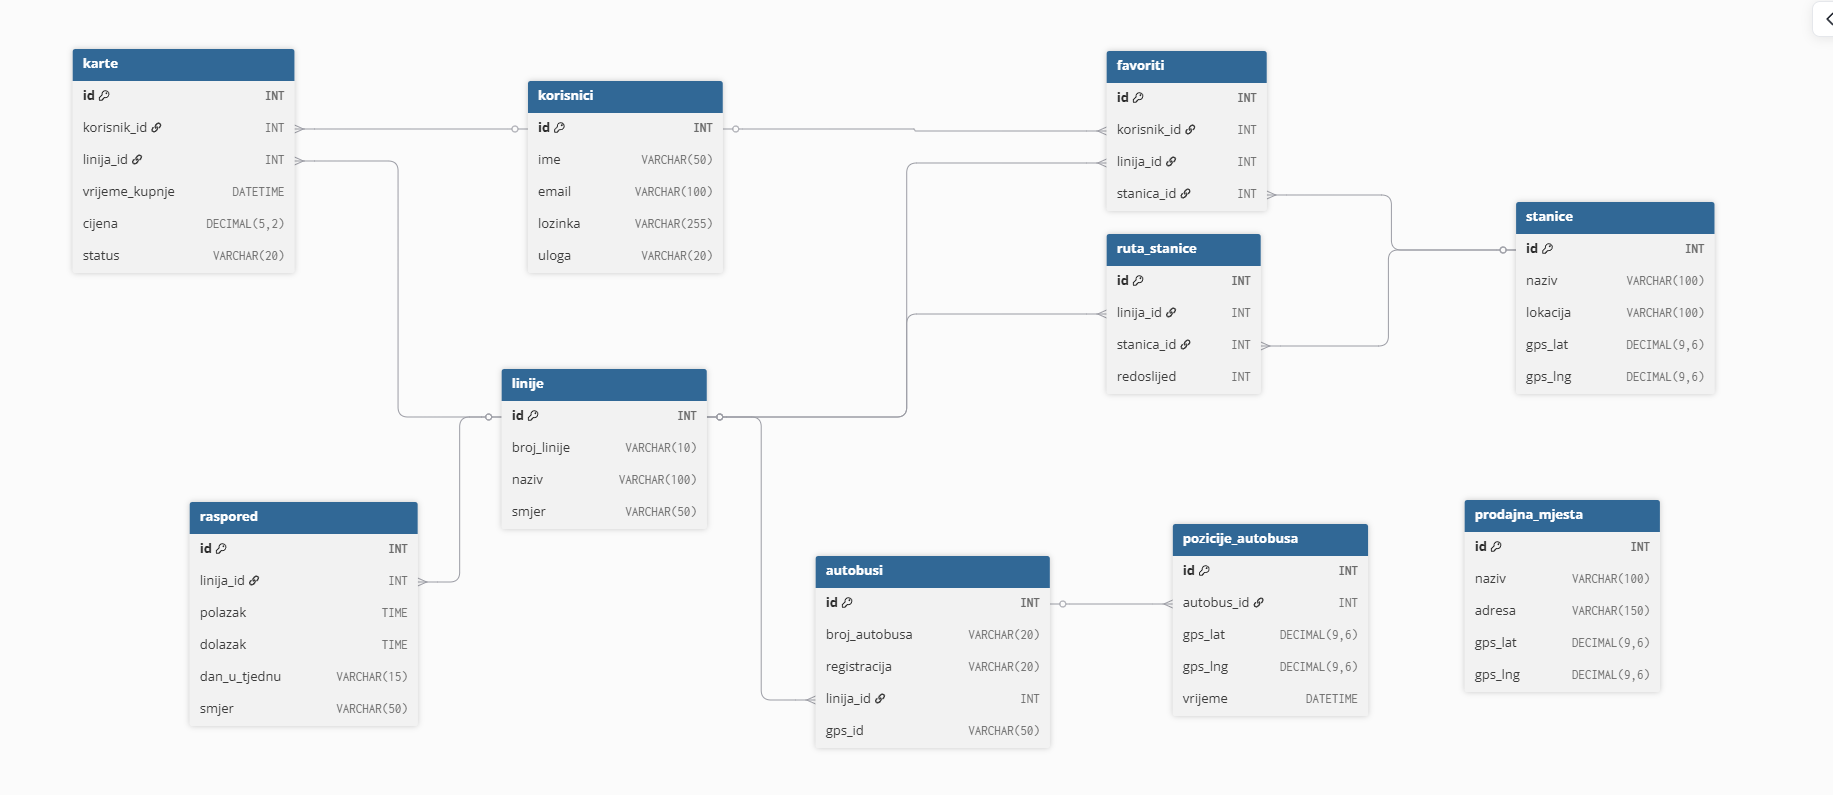 karte
id INT
korisnik_id INT
linija_id INT
vrijeme_kupnje DATETIME
cijena DECIMAL(5,2)
status VARCHAR(20)
korisnici
id INT
ime VARCHAR(50)
email VARCHAR(100)
lozinka VARCHAR(255)
uloga VARCHAR(20)
favoriti
id INT
korisnik_id INT
linija_id INT
stanica_id INT
ruta_stanice
id INT
linija_id INT
stanica_id INT
redoslijed INT
stanice
id INT
naziv VARCHAR(100)
lokacija VARCHAR(100)
gps_lat DECIMAL(9,6)
gps_lng DECIMAL(9,6)
linije
id INT
broj_linije VARCHAR(10)
naziv VARCHAR(100)
smjer VARCHAR(50)
raspored
id INT
linija_id INT
polazak TIME
dolazak TIME
dan_u_tjednu VARCHAR(15)
smjer VARCHAR(50)
autobusi
id INT
broj_autobusa VARCHAR(20)
registracija VARCHAR(20)
linija_id INT
gps_id VARCHAR(50)
pozicije_autobusa
id INT
autobus_id INT
gps_lat DECIMAL(9,6)
gps_lng DECIMAL(9,6)
vrijeme DATETIME
prodajna_mjesta
id INT
naziv VARCHAR(100)
adresa VARCHAR(150)
gps_lat DECIMAL(9,6)
gps_lng DECIMAL(9,6)